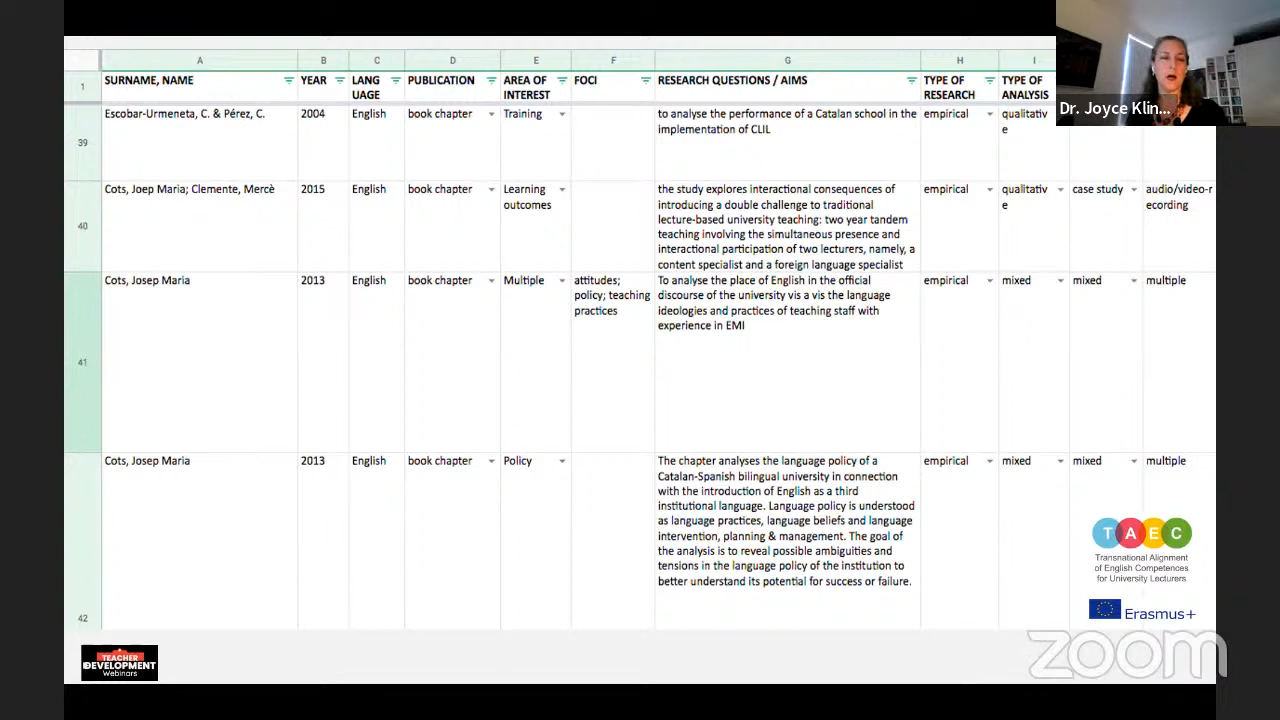 A B C D E F G H I
SURNAME, NAME YEAR LANG PUBLICATION AREA OF FOCI RESEARCH QUESTIONS / AIMS TYPE OF TYPE OF
1 UAGE INTEREST RESEARCH ANALYSIS
Dr. Joyce Klin...
Escobar-Urmeneta, C. & Pérez, C. 2004 English book chapter Training to analyse the performance of a Catalan school in the empirical qualitativ
implementation of CLIL e
39
Cots, Joep Maria; Clemente, Mercè 2015 English book chapter Learning the study explores interactional consequences of empirical qualitativ case study audio/video-r
outcomes introducing a double challenge to traditional e ecording
lecture-based university teaching: two year tandem
40 teaching involving the simultaneous presence and
interactional participation of two lecturers, namely, a
content specialist and a foreign language specialist
Cots, Josep Maria 2013 English book chapter Multiple attitudes; To analyse the place of English in the official empirical mixed mixed multiple
policy; teaching discourse of the university vis a vis the language
practices ideologies and practices of teaching staff with
experience in EMI
41
Cots, Josep Maria 2013 English book chapter Policy The chapter analyses the language policy of a empirical mixed mixed multiple
Catalan-Spanish bilingual university in connection
with the introduction of English as a third
institutional language. Language policy is understood
as language practices, language beliefs and language
intervention, planning & management. The goal of
the analysis is to reveal possible ambiguities and
tensions in the language policy of the institution to
better understand its potential for success or failure.
42
TAEC
Transnational Alignment
of English Competences
for University Lecturers
Erasmus+
TEACHER
DEVELOPMENT
Webinars
zoom